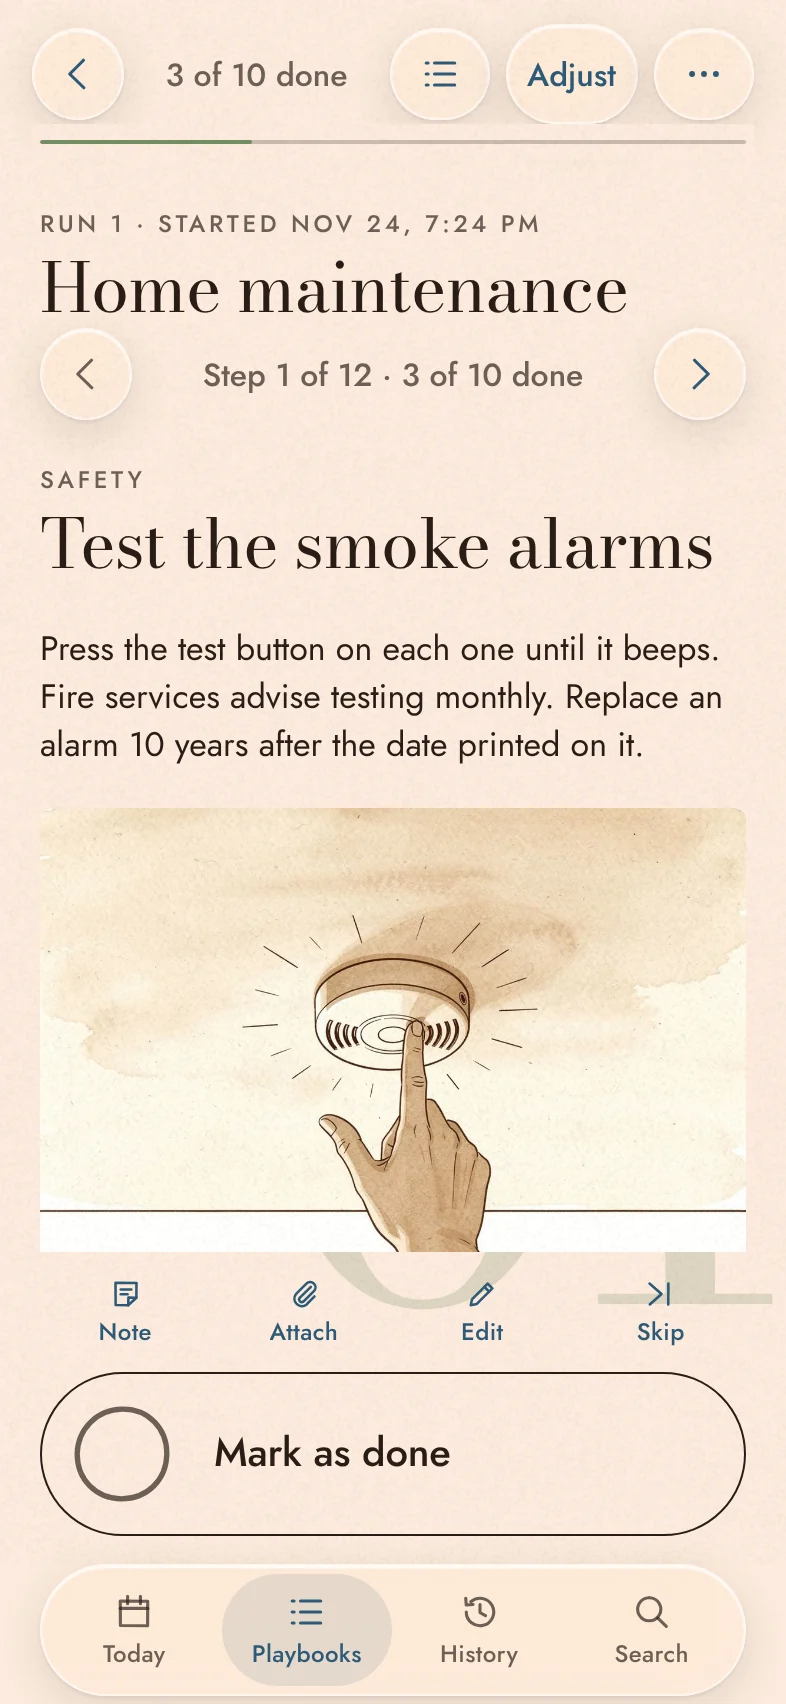 3 of 10 done
Adjust
RUN 1 · STARTED NOV 24, 7:24 PM
Home maintenance
Step 1 of 12 · 3 of 10 done
SAFETY
Test the smoke alarms
Press the test button on each one until it beeps.
Fire services advise testing monthly. Replace an
alarm 10 years after the date printed on it.
Note
Attach
Edit
Skip
Mark as done
Today
Playbooks
History
Search